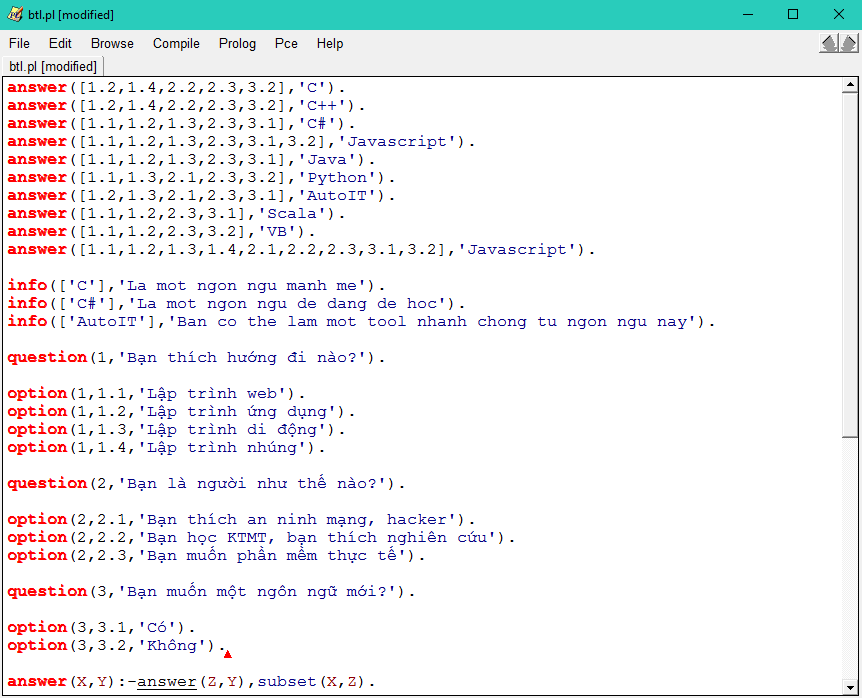 btl.pl [modified]
File Edit Browse Compile Prolog Pce Help
btl.pl [modified]
answer([1.2,1.4,2.2,2.3,3.2],'C').
answer([1.2,1.4,2.2,2.3,3.2],'C++').
answer([1.1,1.2,1.3,2.3,3.1],'C#').
answer([1.1,1.2,1.3,2.3,3.1,3.2],'Javascript').
answer([1.1,1.2,1.3,2.3,3.1],'Java').
answer([1.1,1.3,2.1,2.3,3.2],'Python').
answer([1.2,1.3,2.1,2.3,3.1],'AutoIT').
answer([1.1,1.2,2.3,3.1],'Scala').
answer([1.1,1.2,2.3,3.2],'VB').
answer([1.1,1.2,1.3,1.4,2.1,2.2,2.3,3.1,3.2],'Javascript').
info(['C'],'La mot ngon ngu manh me').
info(['C#'],'La mot ngon ngu de dang de hoc').
info(['AutoIT'],'Ban co the lam mot tool nhanh chong tu ngon ngu nay').
question(1,'Bạn thích hướng đi nào?').
option(1,1.1,'Lập trình web').
option(1,1.2,'Lập trình ứng dụng').
option(1,1.3,'Lập trình di động').
option(1,1.4,'Lập trình nhúng').
question(2,'Bạn là người như thế nào?').
option(2,2.1,'Bạn thích an ninh mạng, hacker').
option(2,2.2,'Bạn học KTMT, bạn thích nghiên cứu').
option(2,2.3,'Bạn muốn phần mềm thực tế').
question(3,'Bạn muốn một ngôn ngữ mới?').
option(3,3.1,'Có').
option(3,3.2,'Không').
answer(X,Y):-answer(Z,Y),subset(X,Z).